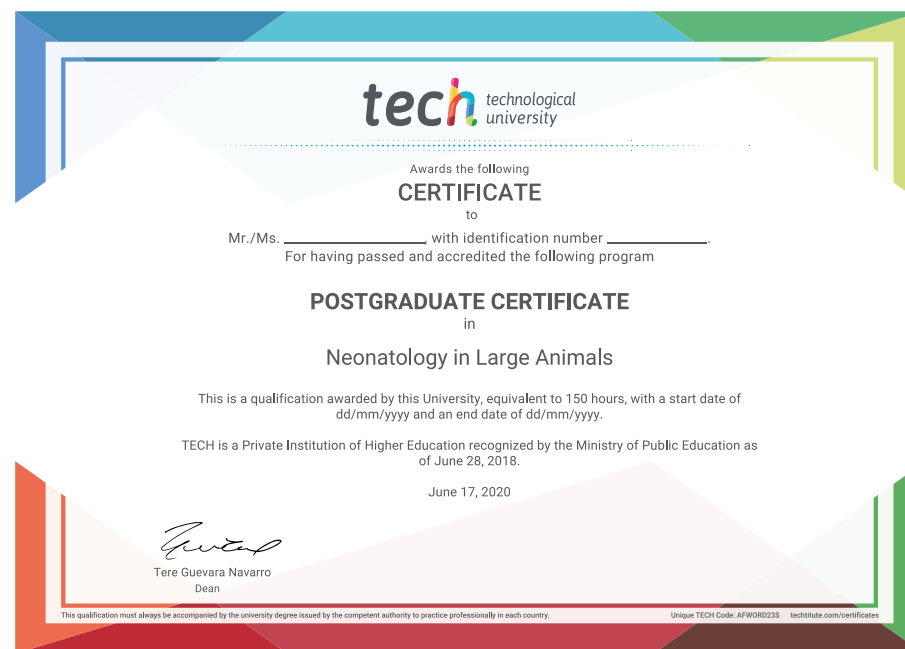 tech technological
university
Awards the following
CERTIFICATE
to
Mr./Ms. ____________________, with identification number ______________.
For having passed and accredited the following program
POSTGRADUATE CERTIFICATE
in
Neonatology in Large Animals
This is a qualification awarded by this University, equivalent to 150 hours, with a start date of
dd/mm/yyyy and an end date of dd/mm/yyyy.
TECH is a Private Institution of Higher Education recognized by the Ministry of Public Education as
of June 28, 2018.
June 17, 2020
Tere Guevara Navarro
Dean
This qualification must always be accompanied by the university degree issued by the competent authority to practice professionally in each country.
Unique TECH Code: AFWORD23S techtitute.com/certificates